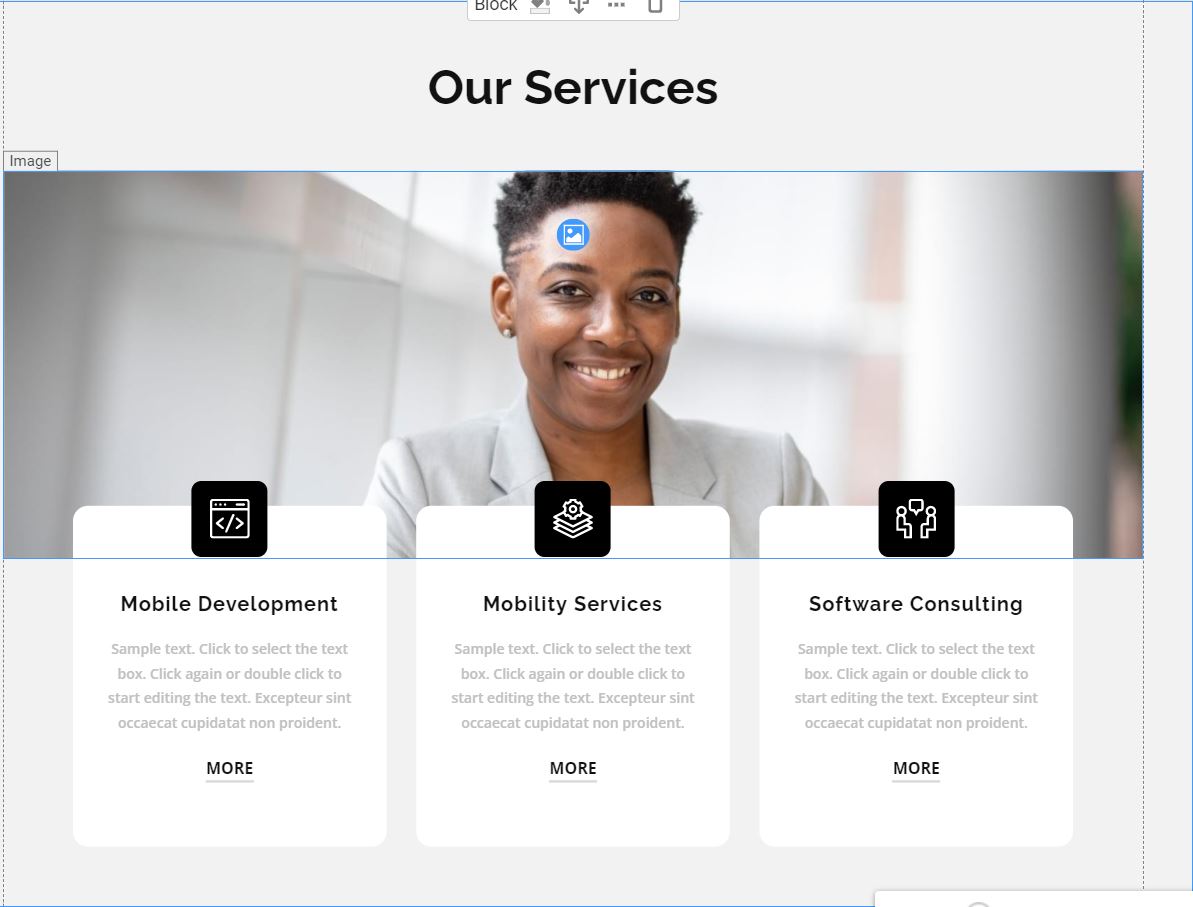 Block
Our Services
Image
</>
Mobile Development
Sample text. Click to select the text
box. Click again or double click to
start editing the text. Excepteur sint
occaecat cupidatat non proident.
MORE
Mobility Services
Sample text. Click to select the text
box. Click again or double click to
start editing the text. Excepteur sint
occaecat cupidatat non proident.
MORE
Software Consulting
Sample text. Click to select the text
box. Click again or double click to
start editing the text. Excepteur sint
occaecat cupidatat non proident.
MORE